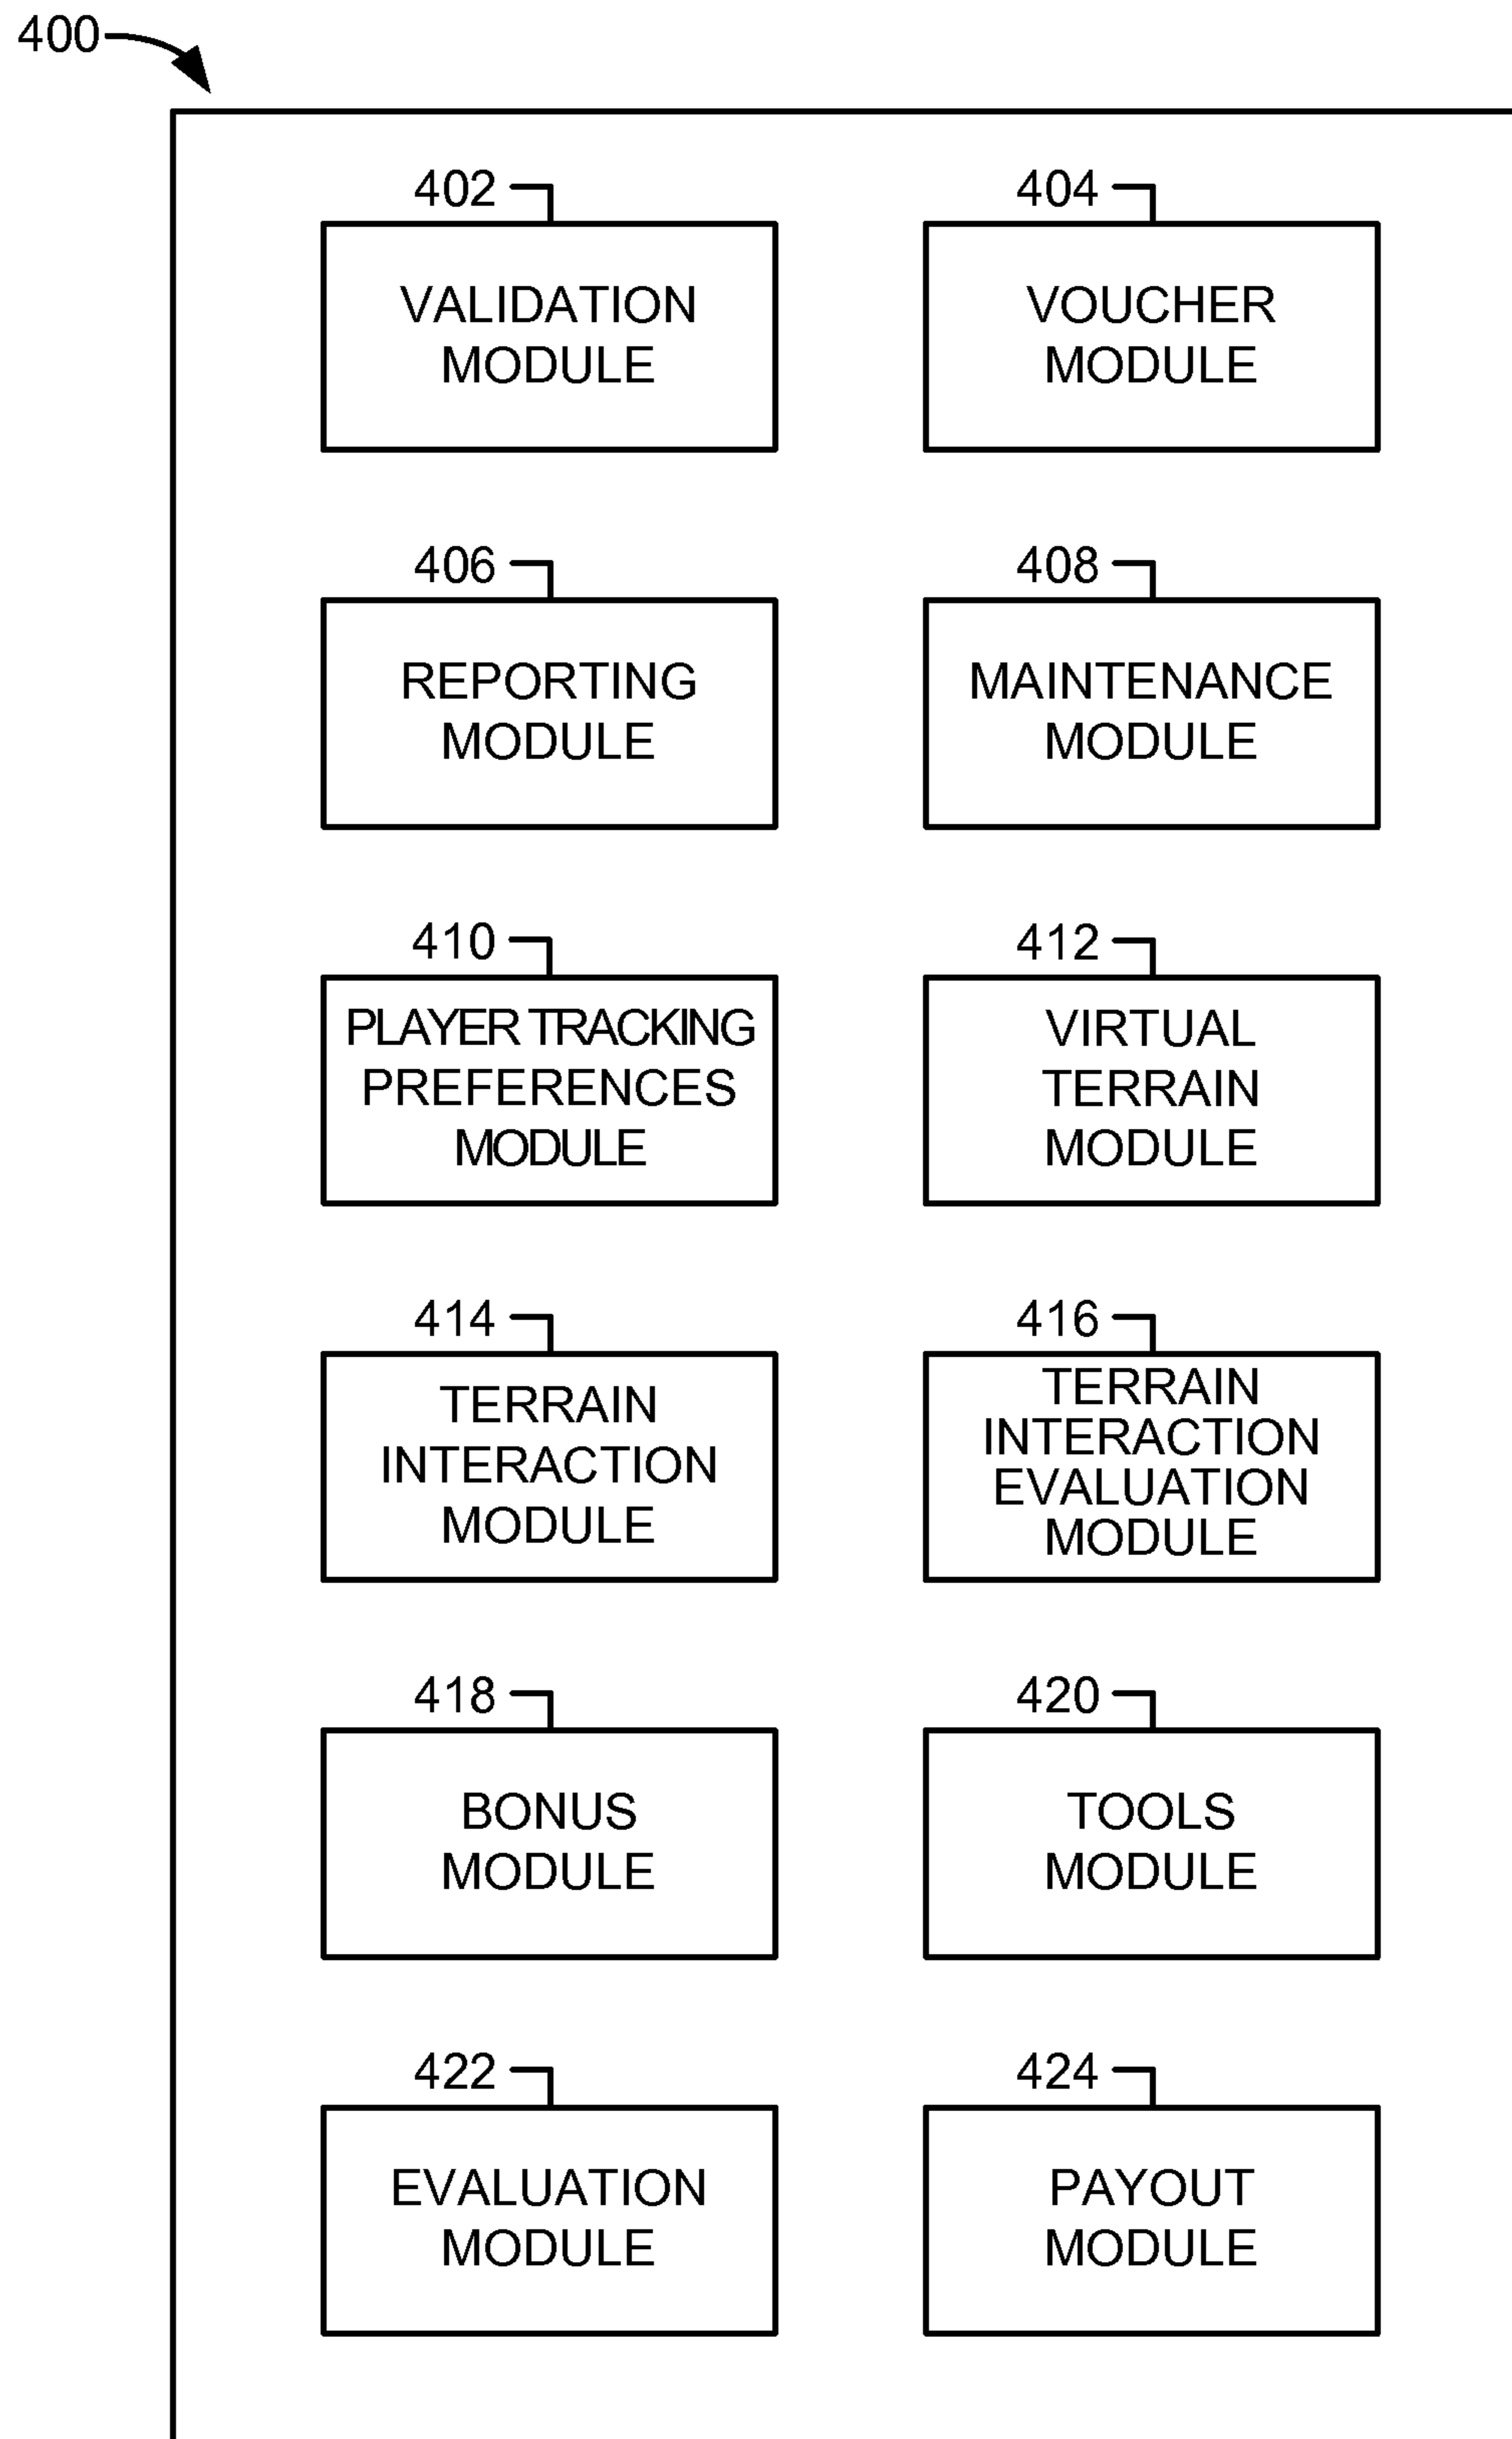 400
402
VALIDATION
MODULE
404
VOUCHER
MODULE
406
REPORTING
MODULE
408
MAINTENANCE
MODULE
410
PLAYER TRACKING
PREFERENCES
MODULE
412
VIRTUAL
TERRAIN
MODULE
414
TERRAIN
INTERACTION
MODULE
416
TERRAIN
INTERACTION
EVALUATION
MODULE
418
BONUS
MODULE
420
TOOLS
MODULE
422
EVALUATION
MODULE
424
PAYOUT
MODULE